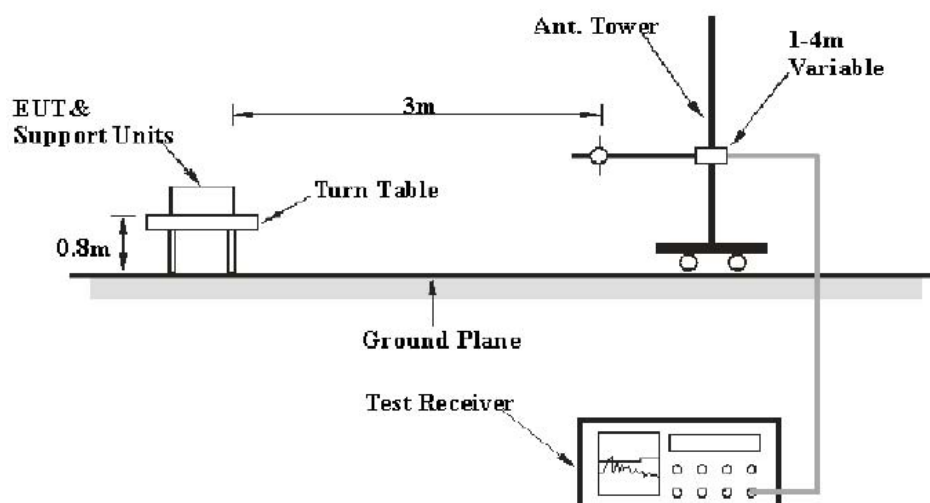 Ant. Tower
1-4m
Variable
EUT&
Support Units
3m
Turn Table
0.8m
Ground Plane
Test Receiver